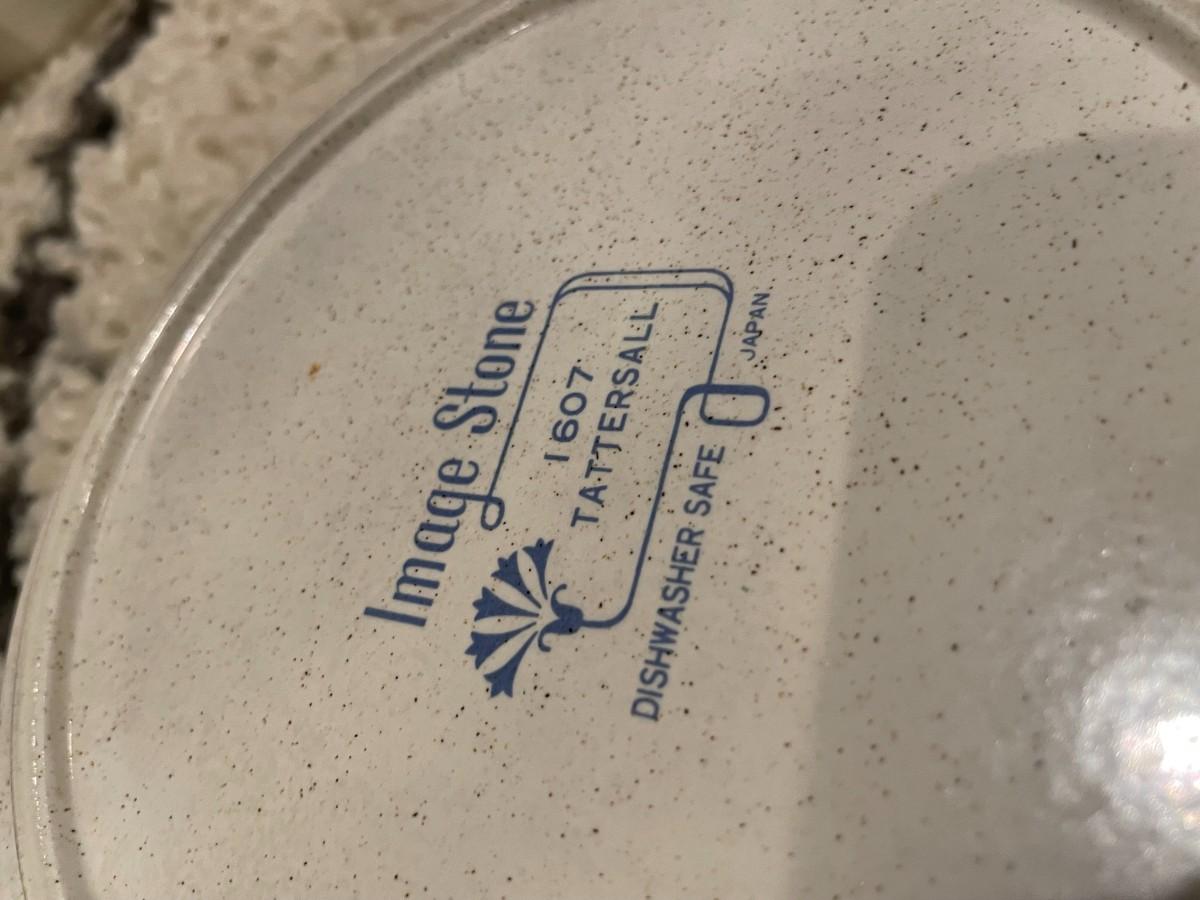 Image Stone
1607
TATTERSALL
DISHWASHER SAFE
JAPAN